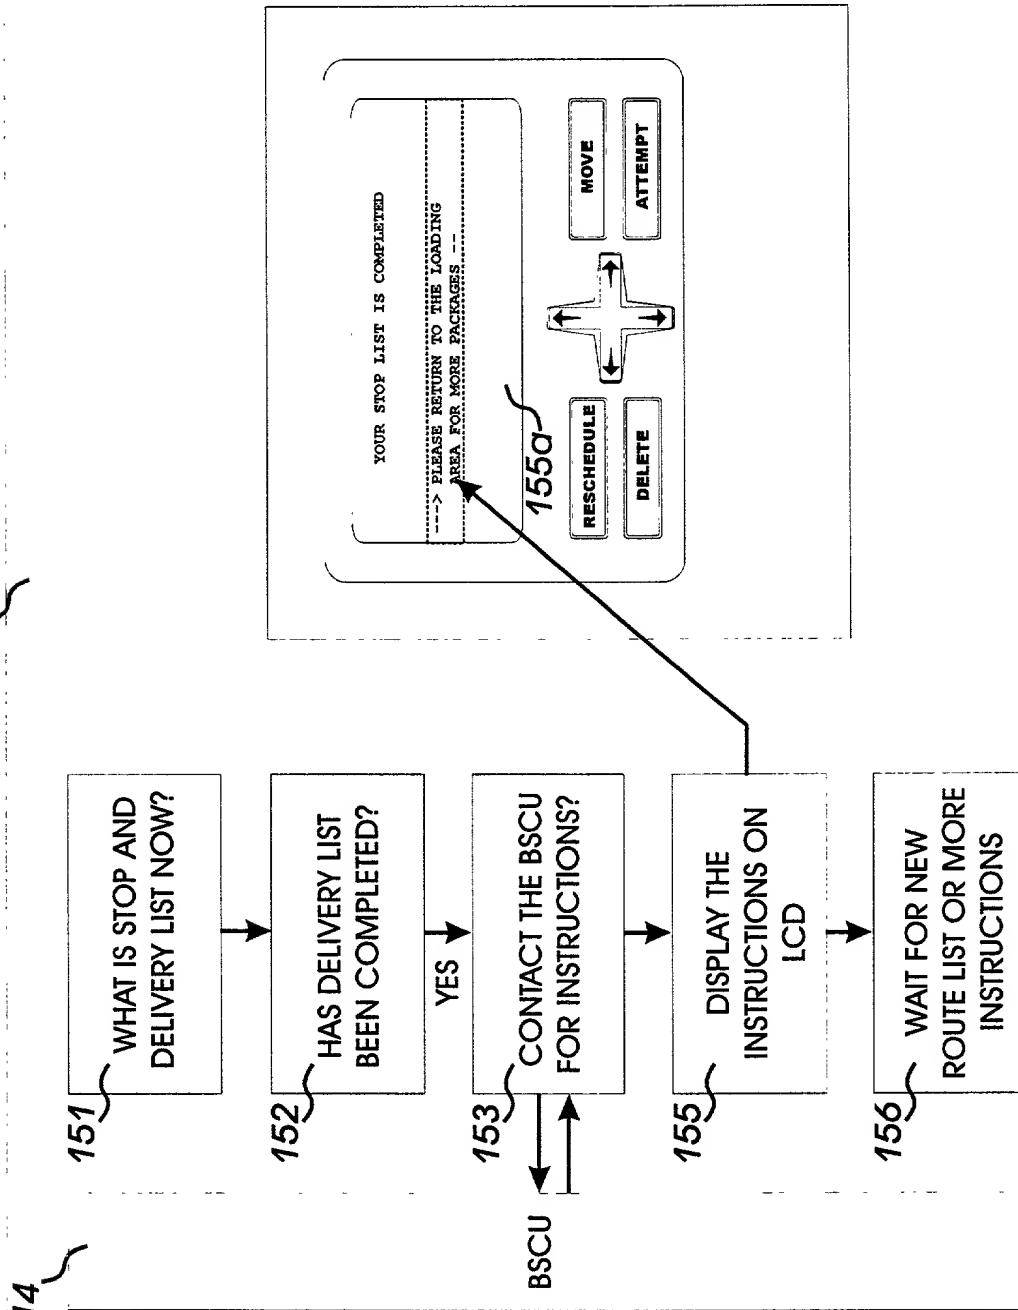 14
151
WHAT IS STOP AND
DELIVERY LIST NOW?
152
HAS DELIVERY LIST
BEEN COMPLETED?
YES
BSCU
153
CONTACT THE BSCU
FOR INSTRUCTIONS?
155
DISPLAY THE
INSTRUCTIONS ON
LCD
156
WAIT FOR NEW
ROUTE LIST OR MORE
INSTRUCTIONS
YOUR STOP LIST IS COMPLETED
---> PLEASE RETURN TO THE LOADING
AREA FOR MORE PACKAGES --
155a
RESCHEDULE
MOVE
DELETE
ATTEMPT